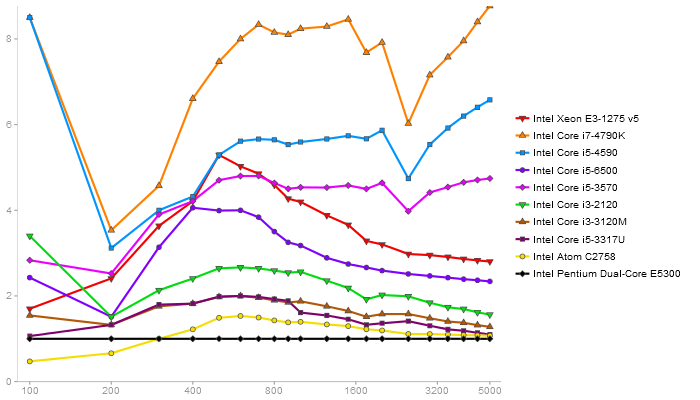 8
6
4
2
0
100
200
400
800
1600
3200
5000
Intel Xeon E3-1275 v5
Intel Core i7-4790K
Intel Core i5-4590
Intel Core i5-6500
Intel Core i5-3570
Intel Core i3-2120
Intel Core i3-3120M
Intel Core i5-3317U
Intel Atom C2758
Intel Pentium Dual-Core E5300